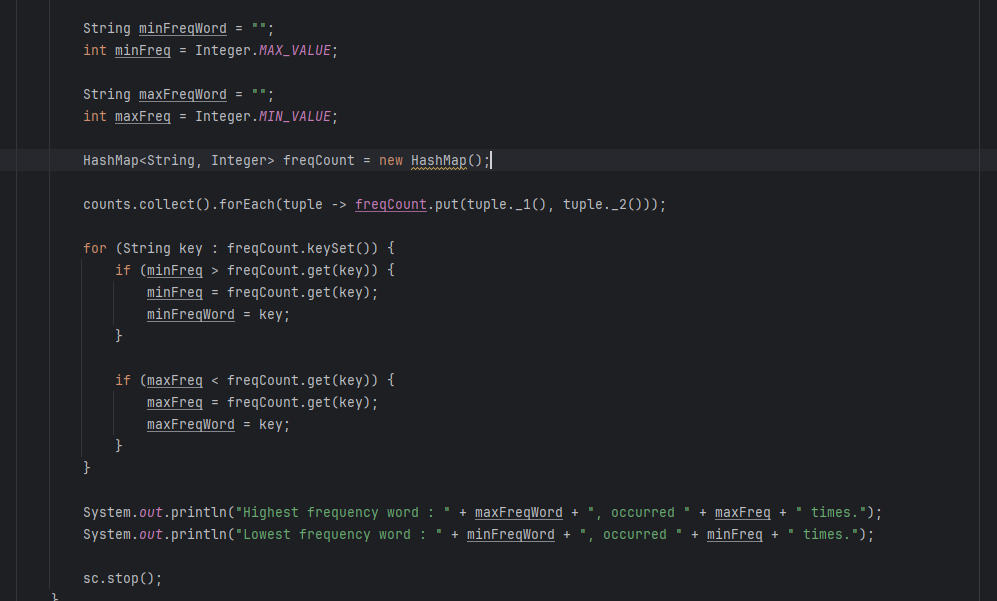 String minFreqWord = "";
int minFreq = Integer.MAX_VALUE;
String maxFreqWord = "";
int maxFreq = Integer.MIN_VALUE;
HashMap<String, Integer> freqCount = new HashMap();
counts.collect().forEach(tuple -> freqCount.put(tuple._1(), tuple._2()));
for (String key : freqCount.keySet()) {
if (minFreq > freqCount.get(key)) {
minFreq = freqCount.get(key);
minFreqWord = key;
}
if (maxFreq < freqCount.get(key)) {
maxFreq = freqCount.get(key);
maxFreqWord = key;
}
}
System.out.println("Highest frequency word : " + maxFreqWord + ", occurred " + maxFreq + " times.");
System.out.println("Lowest frequency word : " + minFreqWord + ", occurred " + minFreq + " times.");
sc.stop();
}